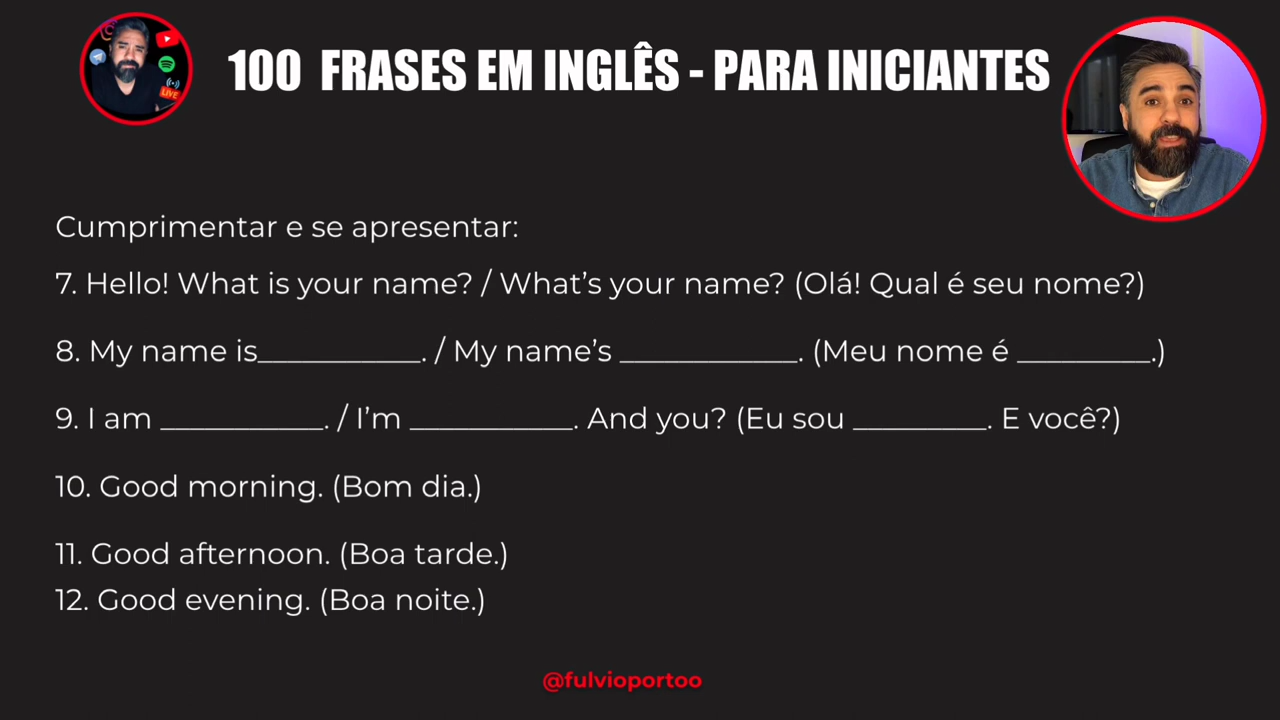 100 FRASES EM INGLÊS - PARA INICIANTES
LIVE
Cumprimentar e se apresentar:
7. Hello! What is your name? / What’s your name? (Olá! Qual é seu nome?)
8. My name is___________. / My name’s ____________. (Meu nome é _________.)
9. I am ___________. / I’m ___________. And you? (Eu sou _________. E você?)
10. Good morning. (Bom dia.)
11. Good afternoon. (Boa tarde.)
12. Good evening. (Boa noite.)
@fulvioportoo